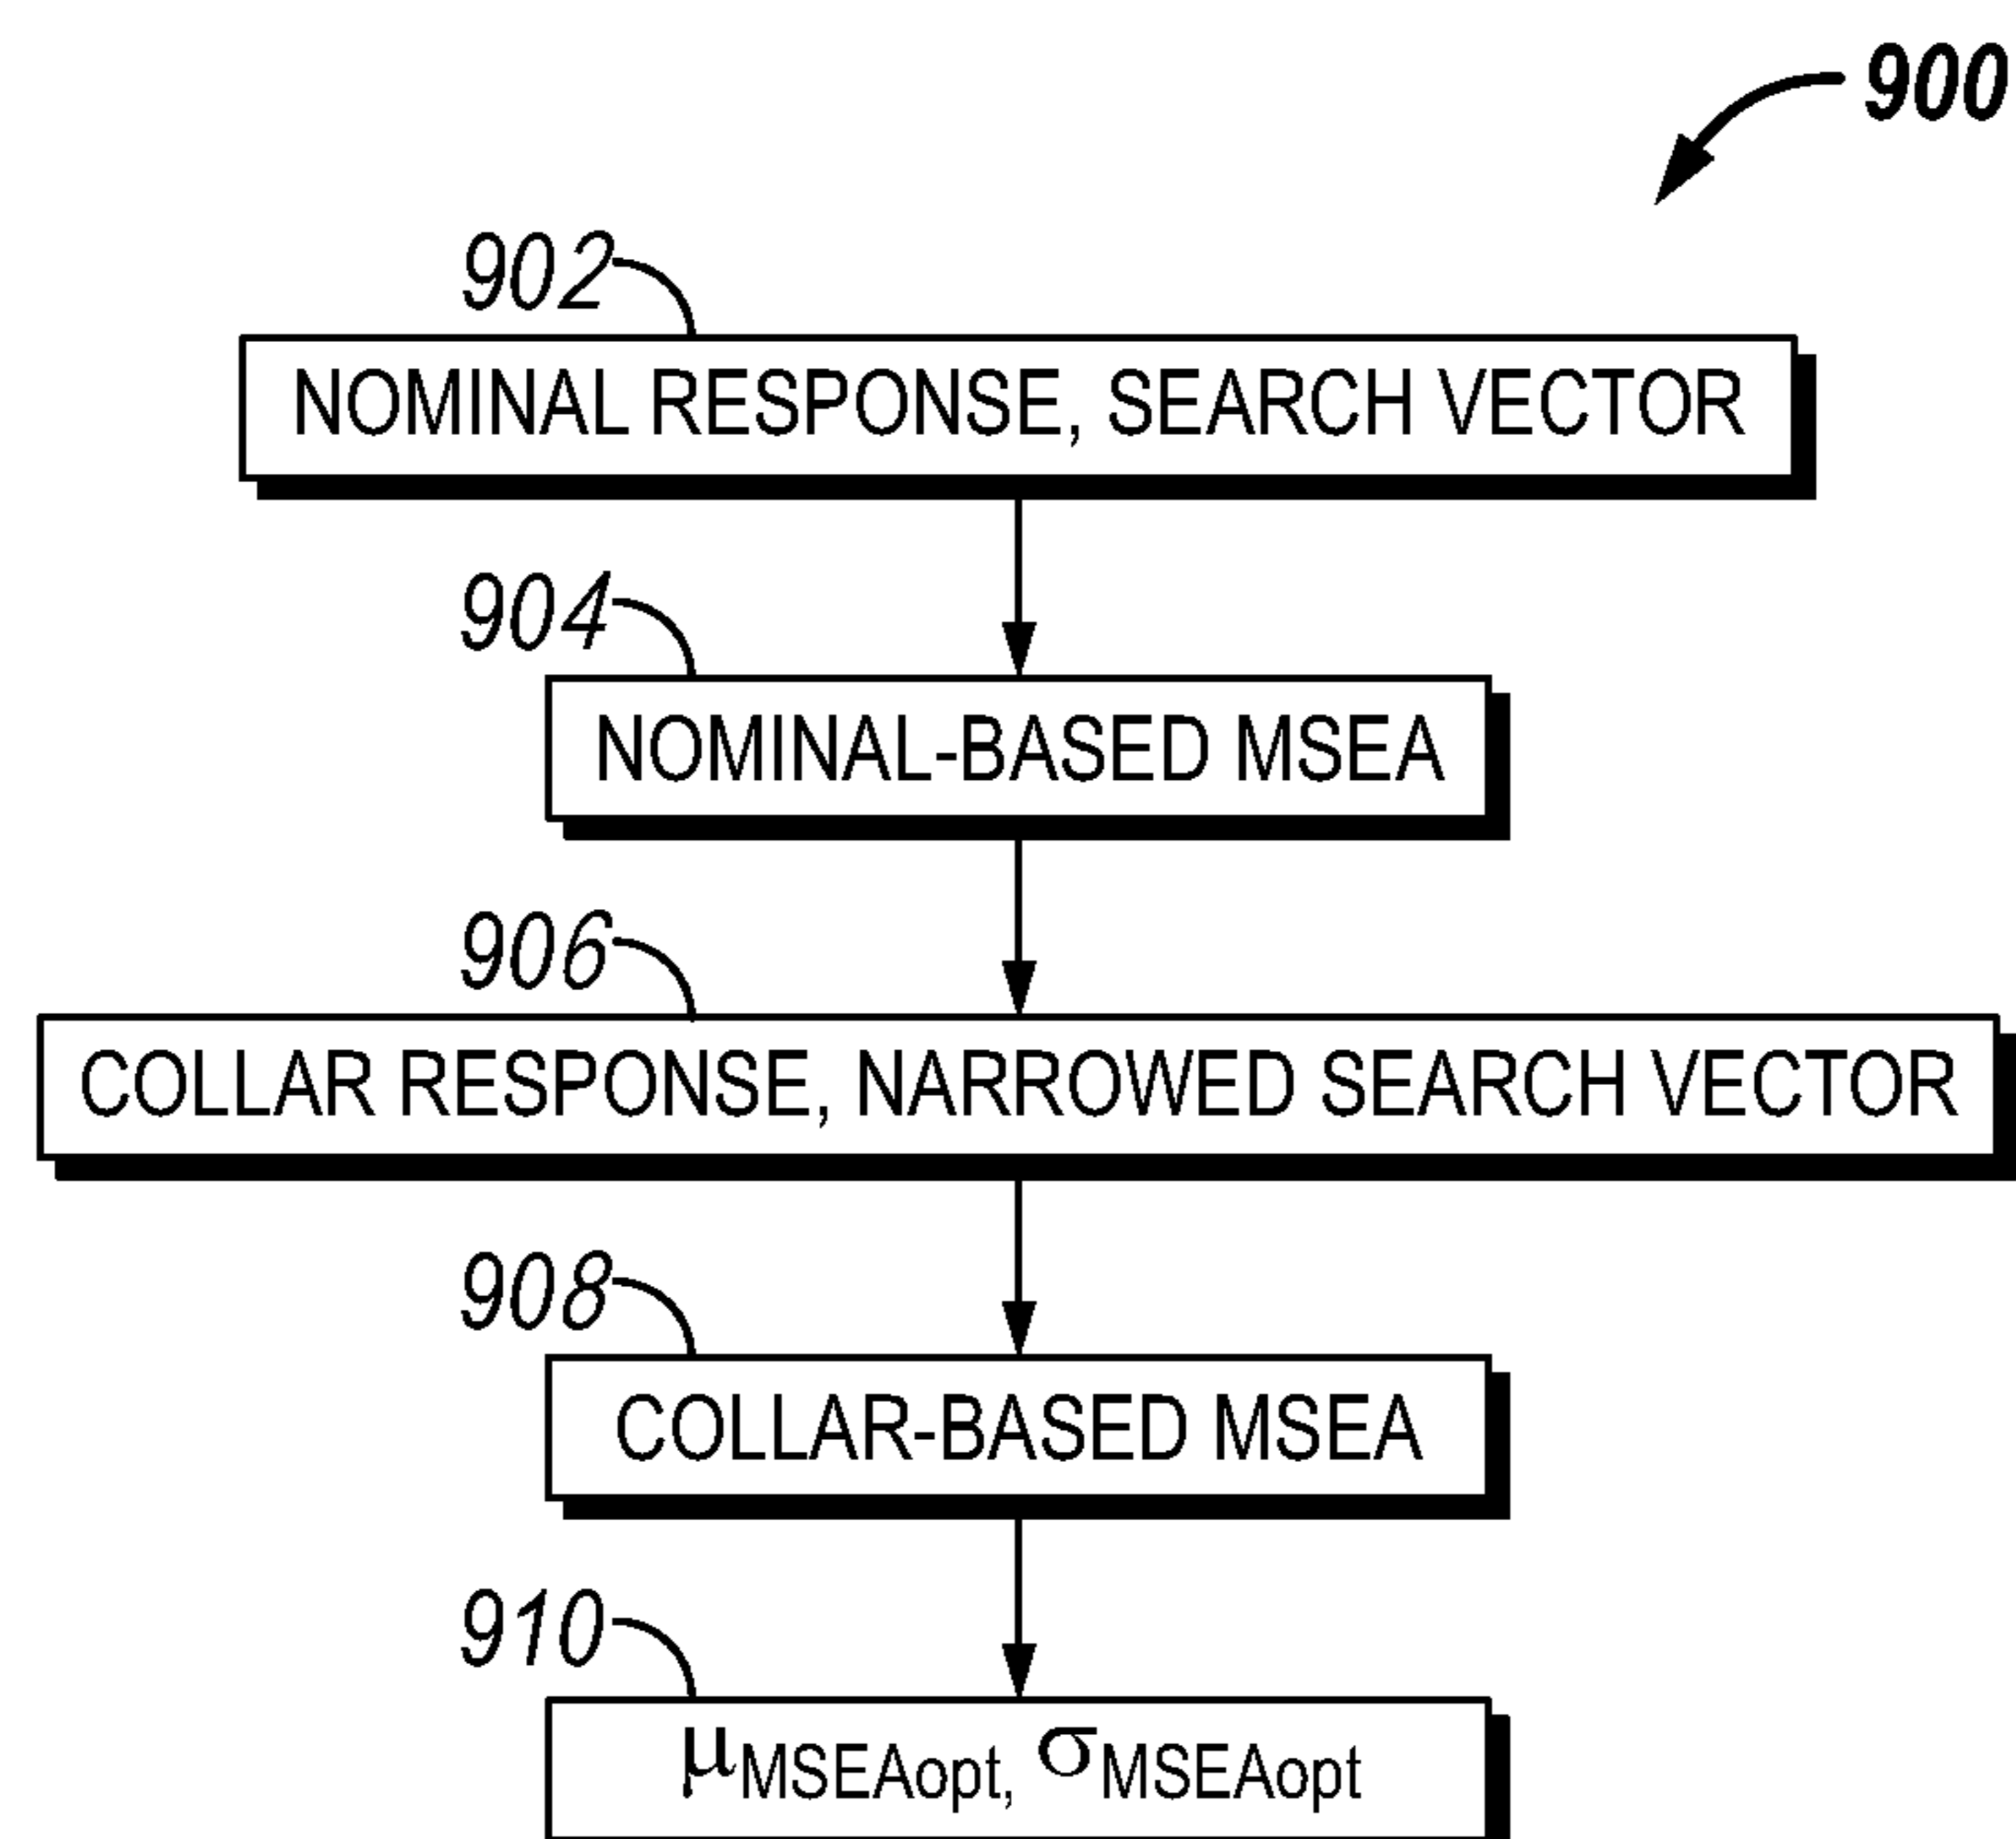 900
902
NOMINAL RESPONSE, SEARCH VECTOR
904
NOMINAL-BASED MSEA
906
COLLAR RESPONSE, NARROWED SEARCH VECTOR
908
COLLAR-BASED MSEA
910
μMSEAopt, σMSEAopt